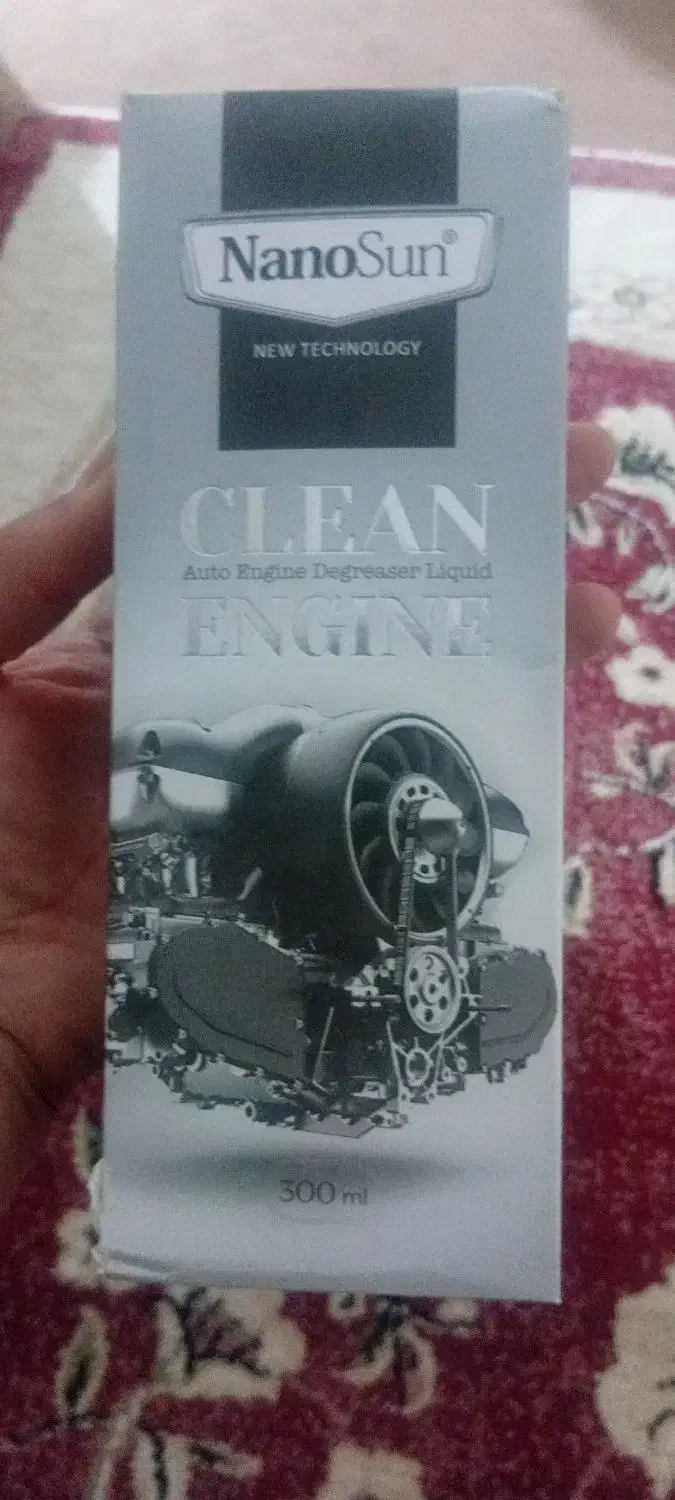 NanoSun®
NEW TECHNOLOGY
CLEAN
Auto Engine Degreaser Liquid
ENGINE
300 ml